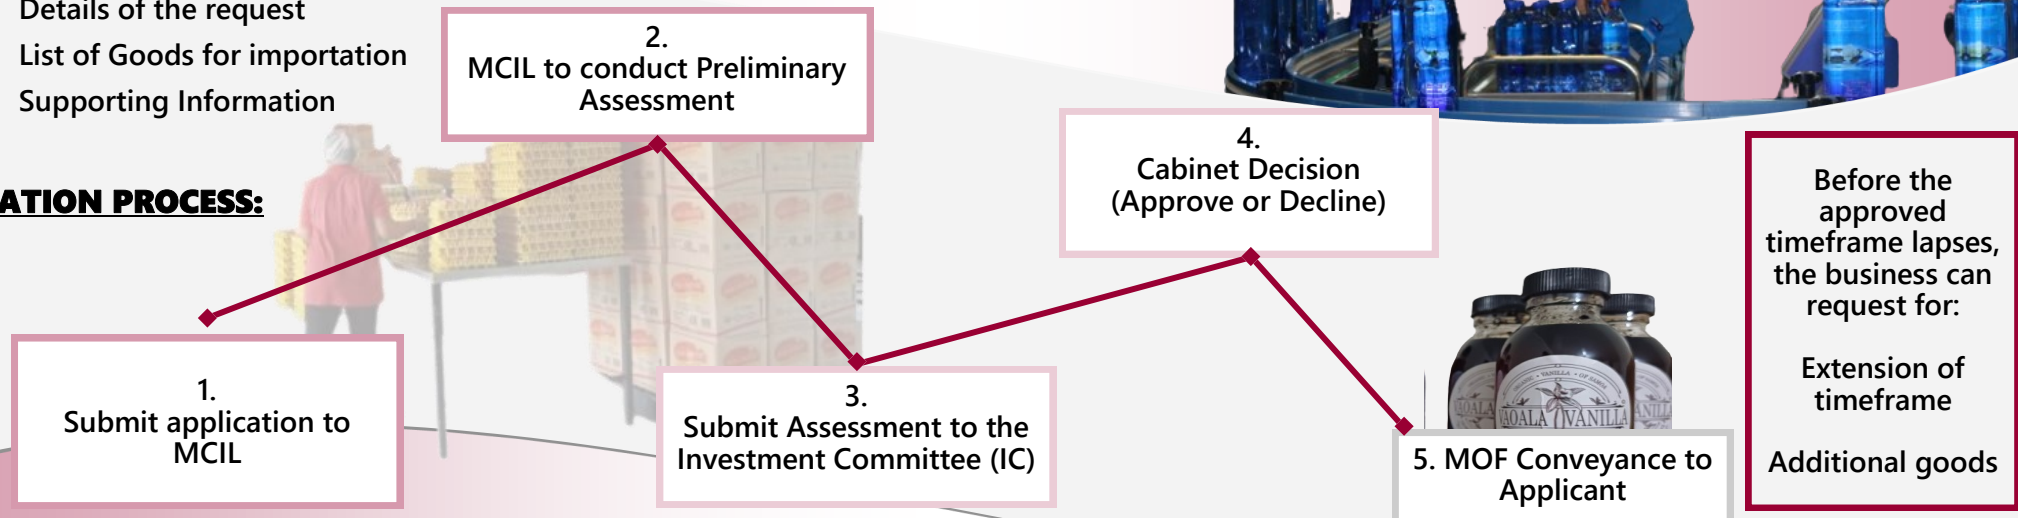 Details of the request
List of Goods for importation
Supporting Information
ATION PROCESS:
1.
Submit application to
MCIL
2.
MCIL to conduct Preliminary
Assessment
3.
Submit Assessment to the
Investment Committee (IC)
4.
Cabinet Decision
(Approve or Decline)
5. MOF Conveyance to
Applicant
VAOALA VANILLA
Before the
approved
timeframe lapses,
the business can
request for:
Extension of
timeframe
Additional goods